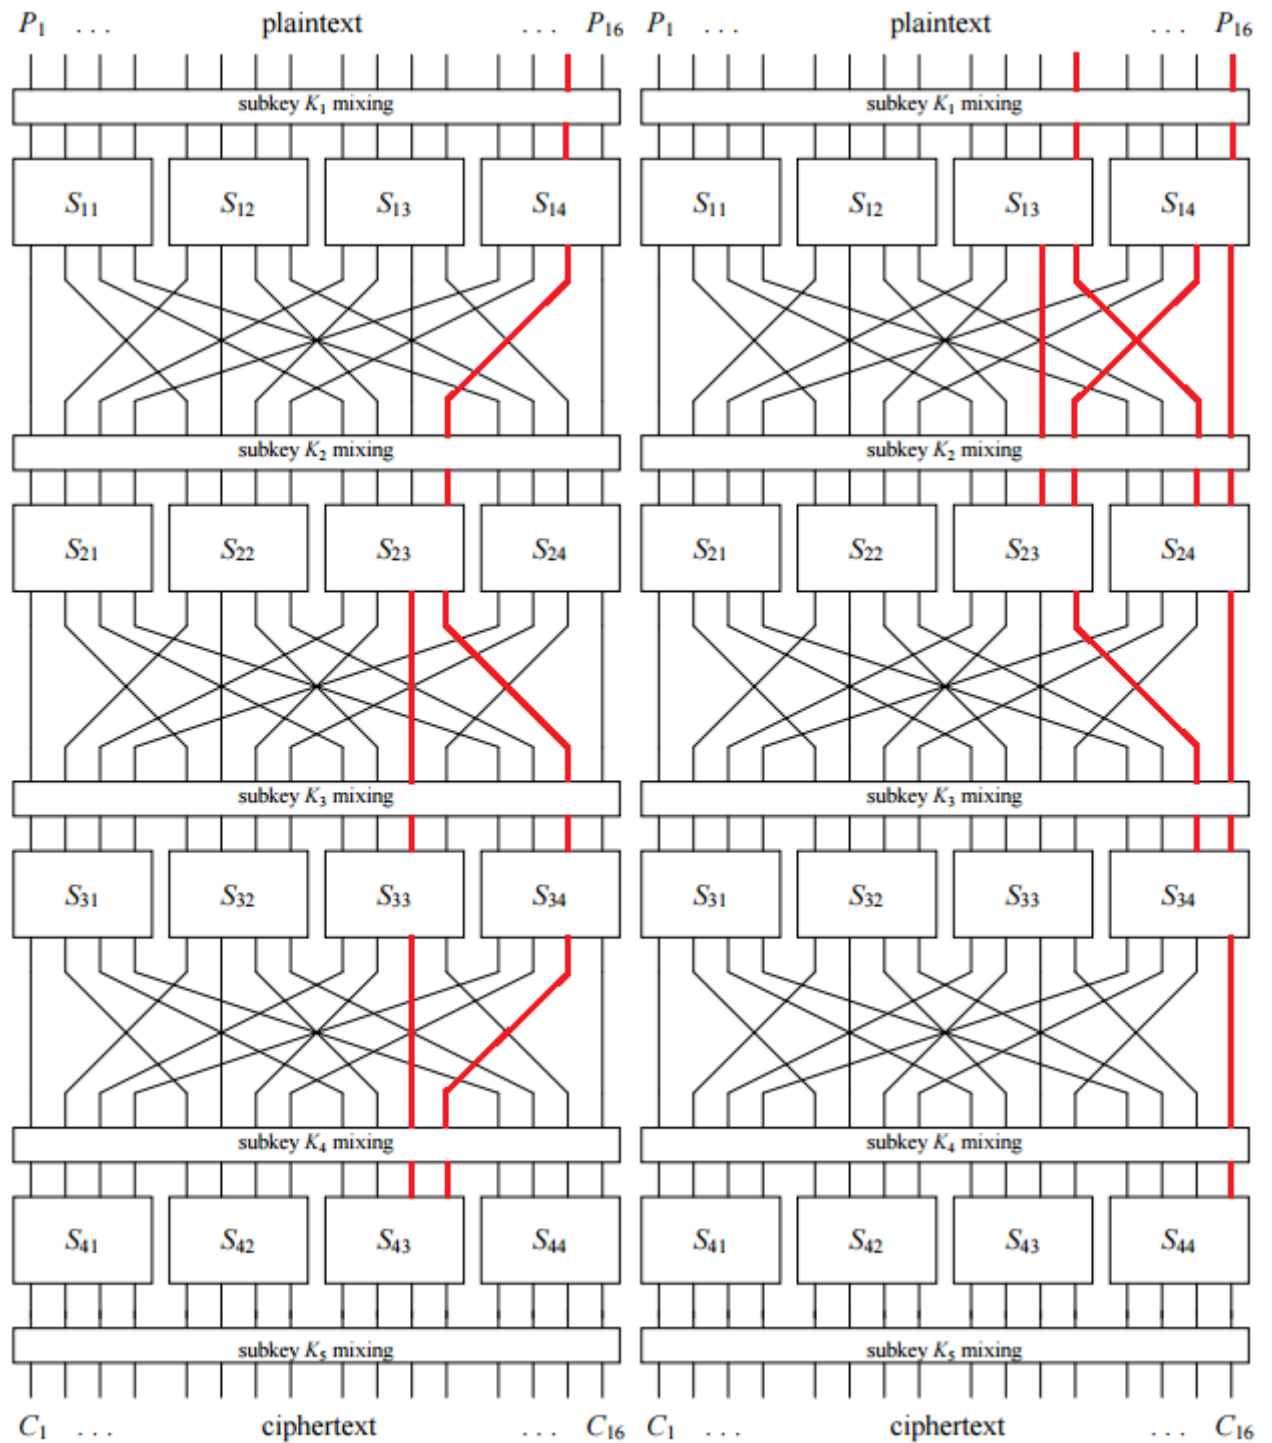 P₁ ... plaintext ... P₁₆ P₁ ... plaintext ... P₁₆
subkey K₁ mixing subkey K₁ mixing
S₁₁ S₁₂ S₁₃ S₁₄ S₁₁ S₁₂ S₁₃ S₁₄
subkey K₂ mixing subkey K₂ mixing
S₂₁ S₂₂ S₂₃ S₂₄ S₂₁ S₂₂ S₂₃ S₂₄
subkey K₃ mixing subkey K₃ mixing
S₃₁ S₃₂ S₃₃ S₃₄ S₃₁ S₃₂ S₃₃ S₃₄
subkey K₄ mixing subkey K₄ mixing
S₄₁ S₄₂ S₄₃ S₄₄ S₄₁ S₄₂ S₄₃ S₄₄
subkey K₅ mixing subkey K₅ mixing
C₁ ... ciphertext ... C₁₆ C₁ ... ciphertext ... C₁₆